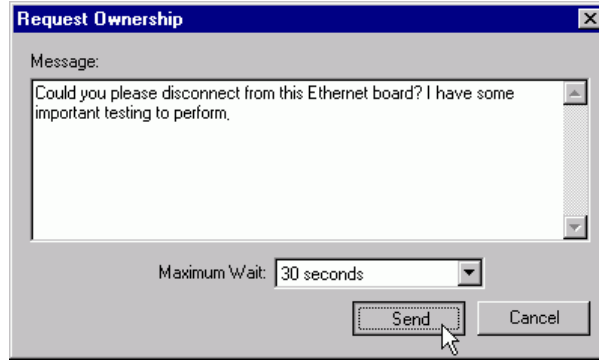 Request Ownership
Message:
Could you please disconnect from this Ethernet board? I have some
important testing to perform.
Maximum Wait: 30 seconds
Send Cancel